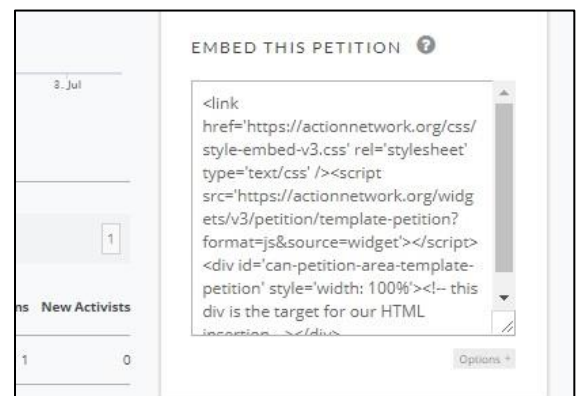 EMBED THIS PETITION ?
3. Jul
<link
href='https://actionnetwork.org/css/
style-embed-v3.css' rel='stylesheet'
type='text/css' /><script
src='https://actionnetwork.org/widg
ets/v3/petition/template-petition?
format=js&source=widget'></script>
<div id='can-petition-area-template-
petition' style='width: 100%'><!-- this
div is the target for our HTML
insertion --></div>
1
ns New Activists
1 0
Options +